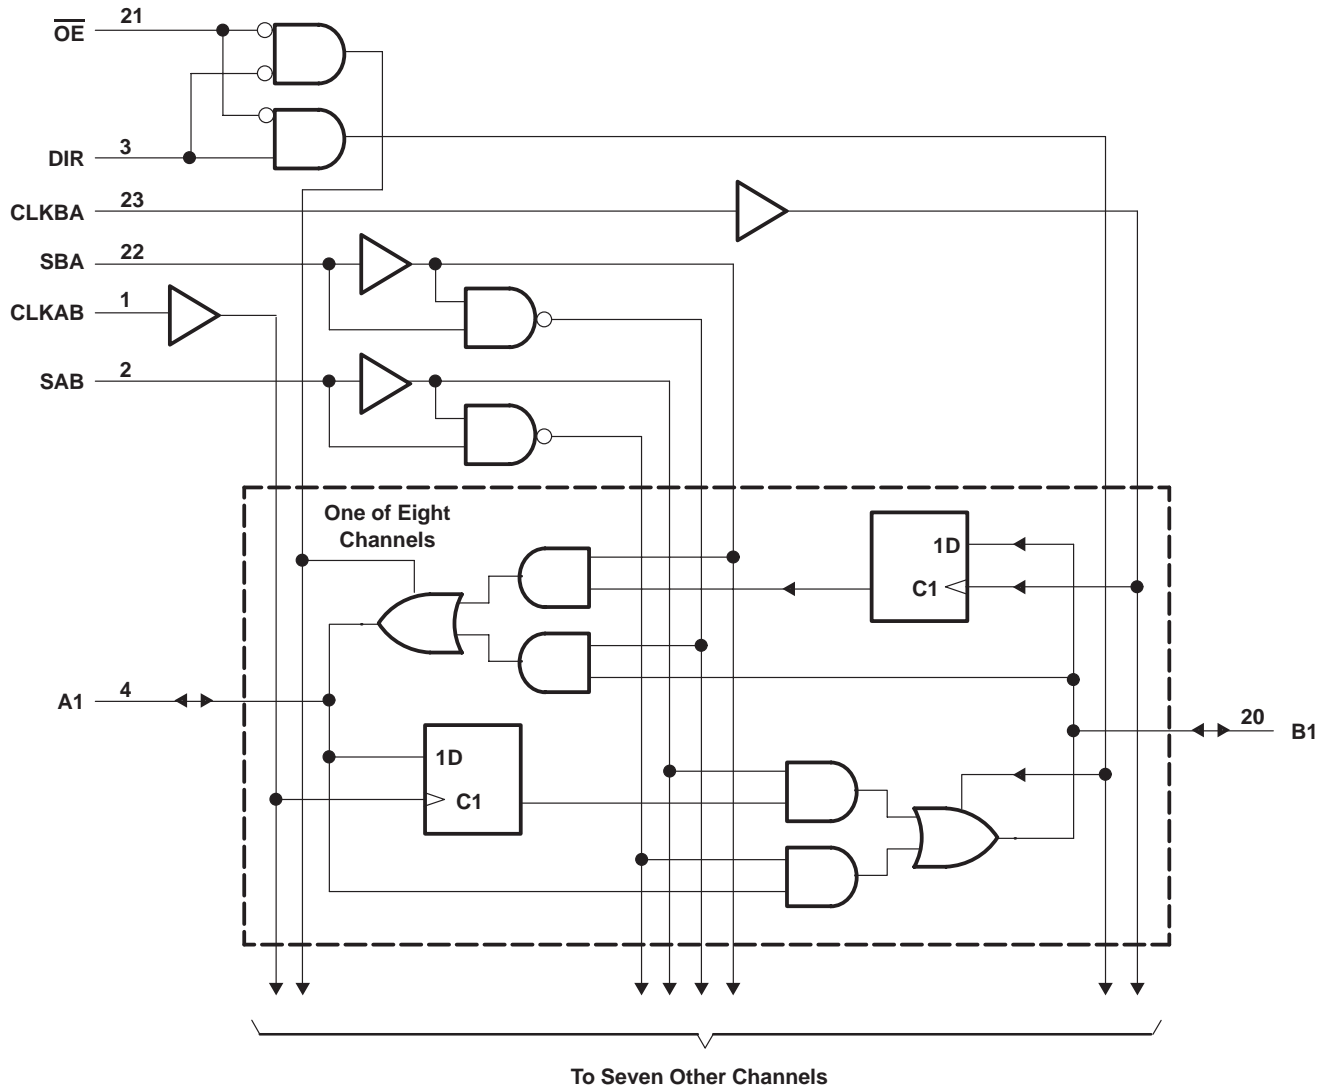 OE
21
DIR
3
CLKBA
23
SBA
22
CLKAB
1
SAB
2
One of Eight
Channels
1D
C1
A1
4
1D
C1
20
B1
To Seven Other Channels